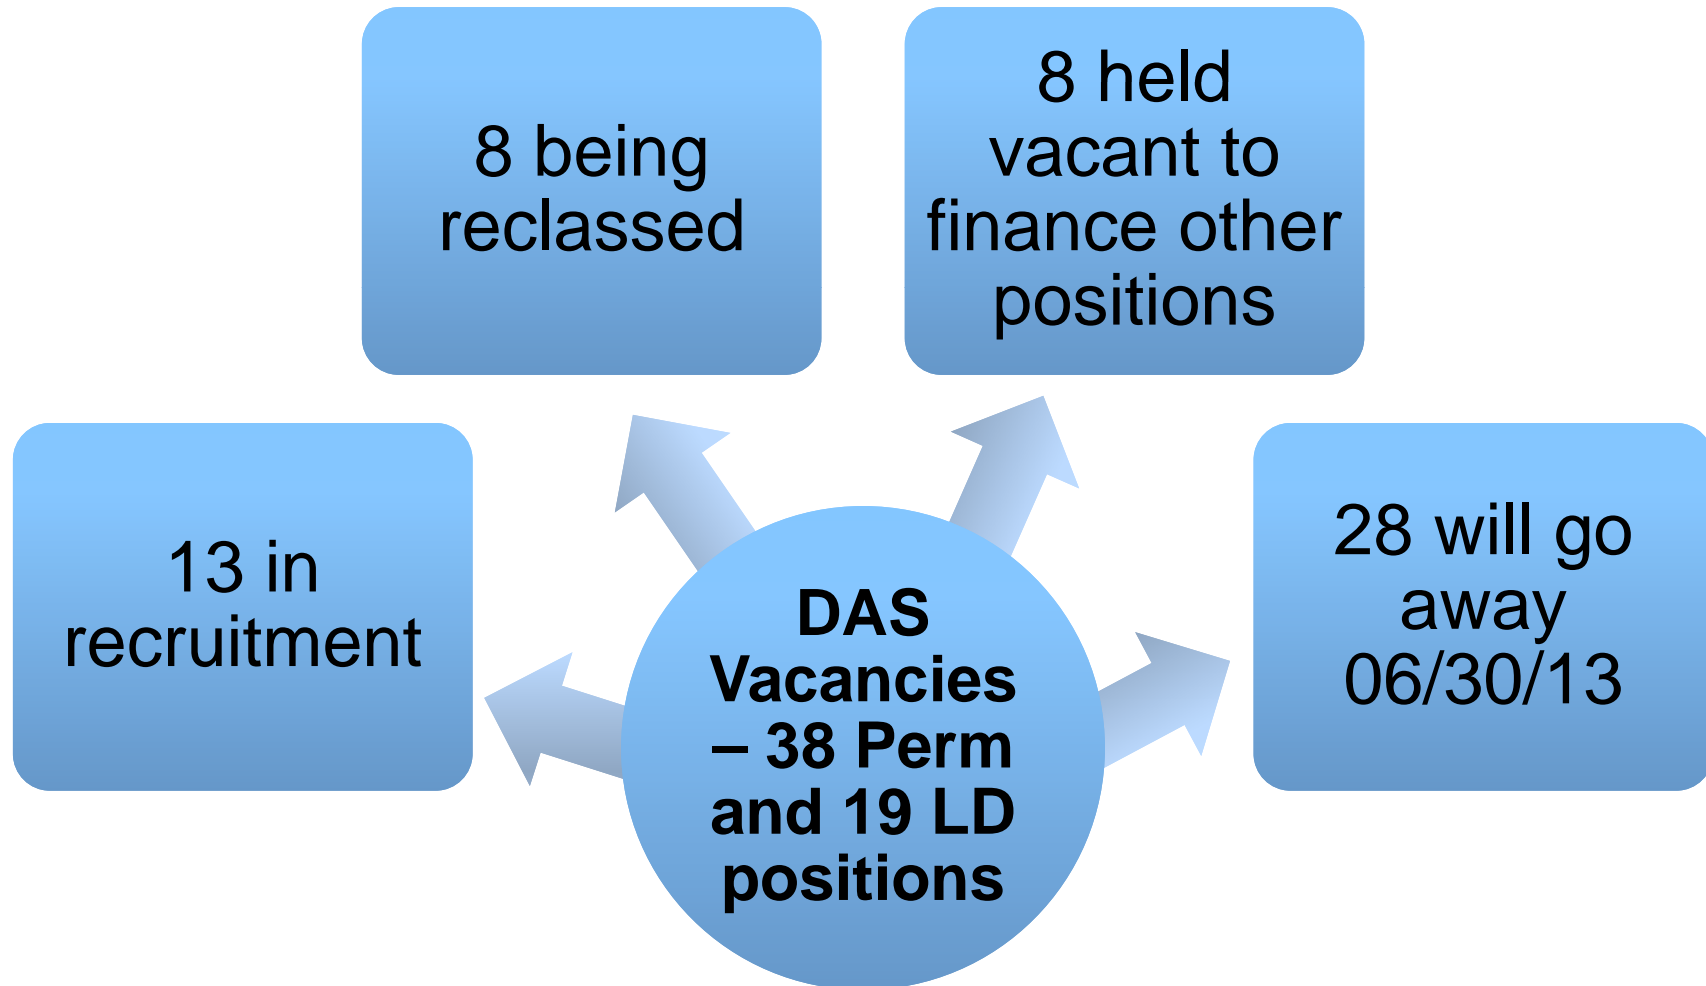 8 being
reclassed
8 held
vacant to
finance other
positions
13 in
recruitment
28 will go
away
06/30/13
DAS
Vacancies
– 38 Perm
and 19 LD
positions